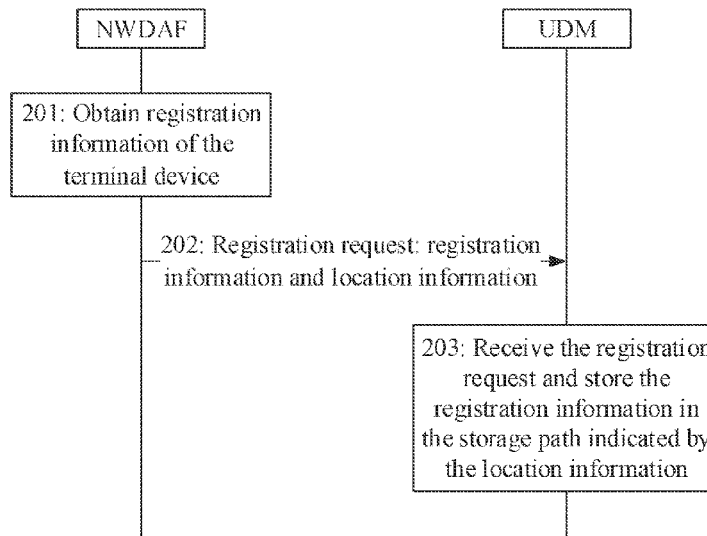 NWDAF
UDM
201: Obtain registration
information of the
terminal device
202: Registration request: registration
information and location information
203: Receive the registration
request and store the
registration information in
the storage path indicated by
the location information